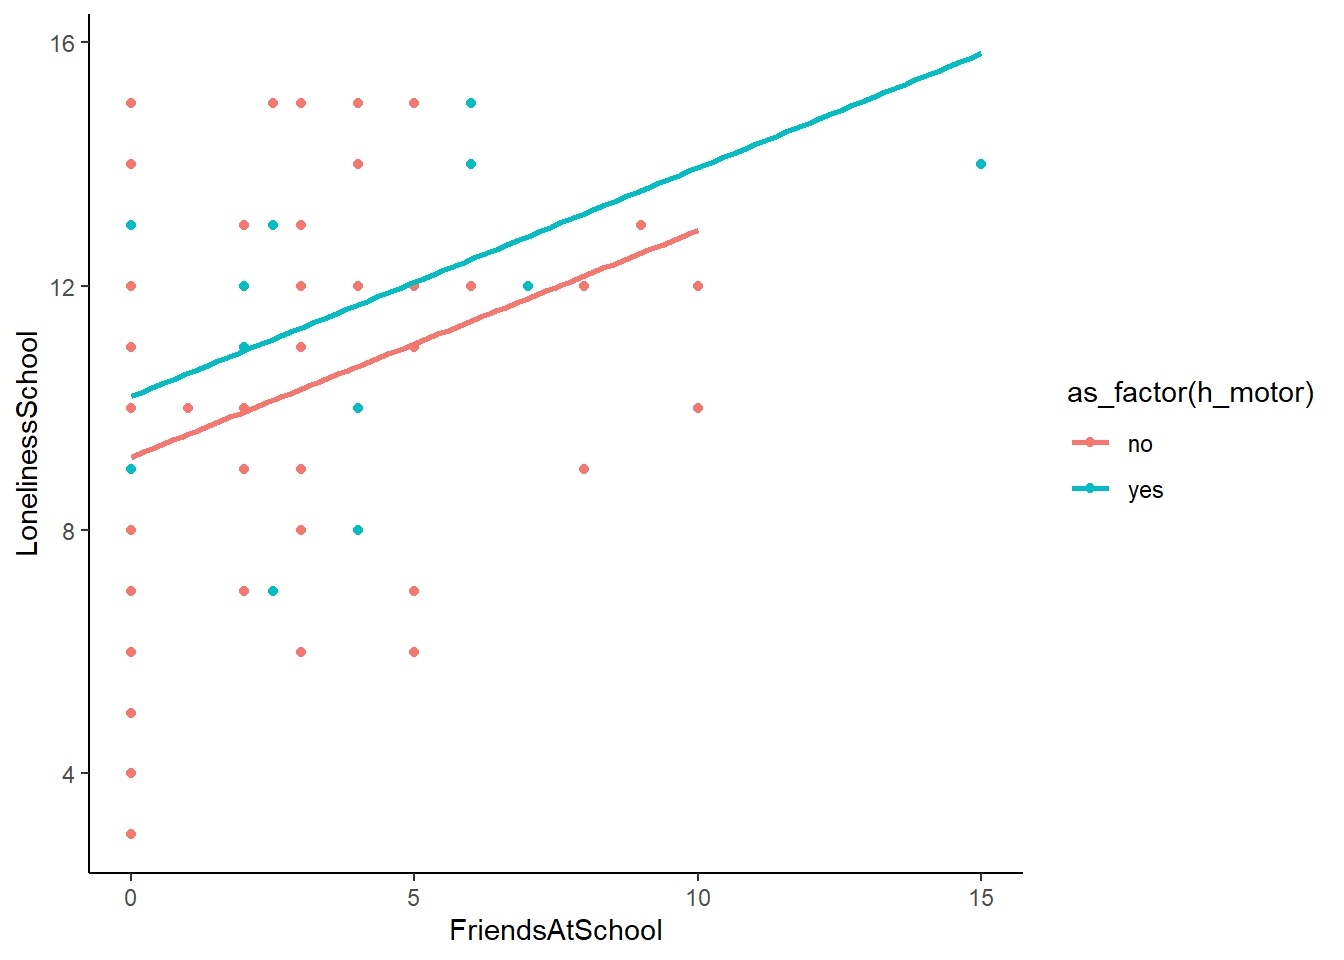 16
12
8
4
LonelinessSchool
0 5 10 15
FriendsAtSchool
as_factor(h_motor)
no
yes